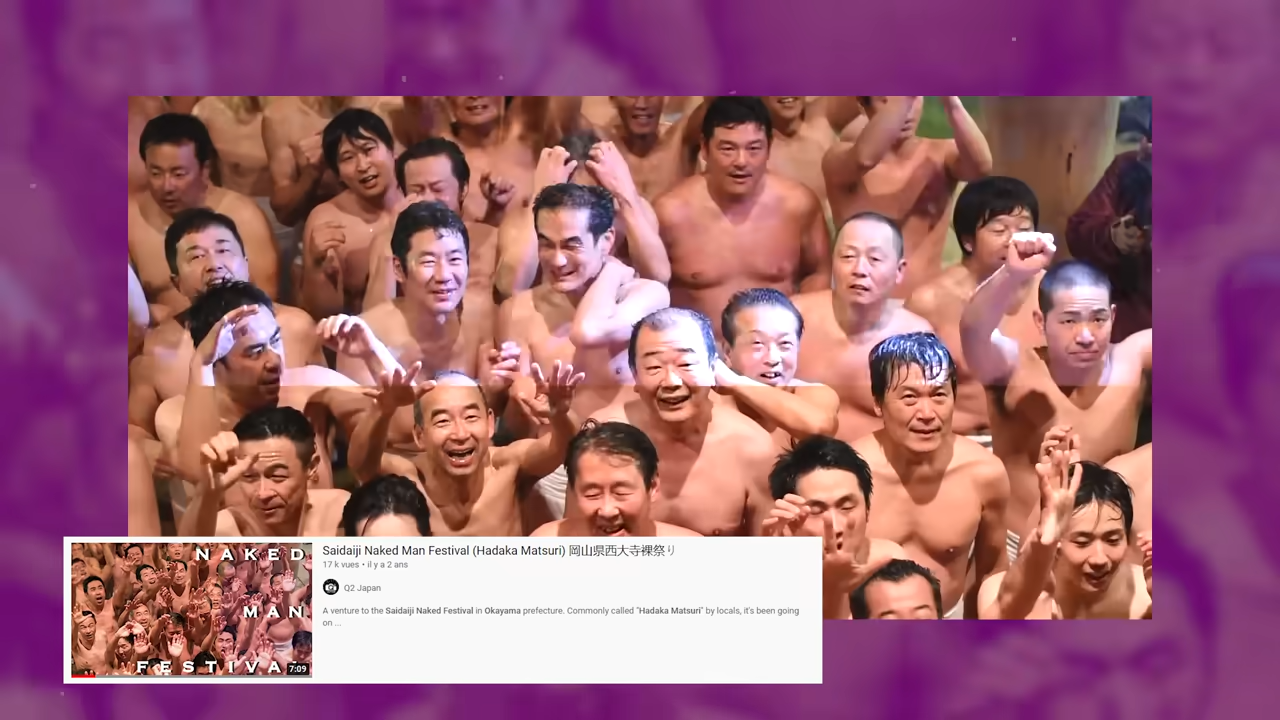 Saidaiji Naked Man Festival (Hadaka Matsuri) 岡山県西大寺裸祭り
17 k vues • il y a 2 ans
Q2 Japan
A venture to the Saidaiji Naked Festival in Okayama prefecture. Commonly called "Hadaka Matsuri" by locals, it's been going
on ...
NAKED
MAN
FESTIVA
7:09